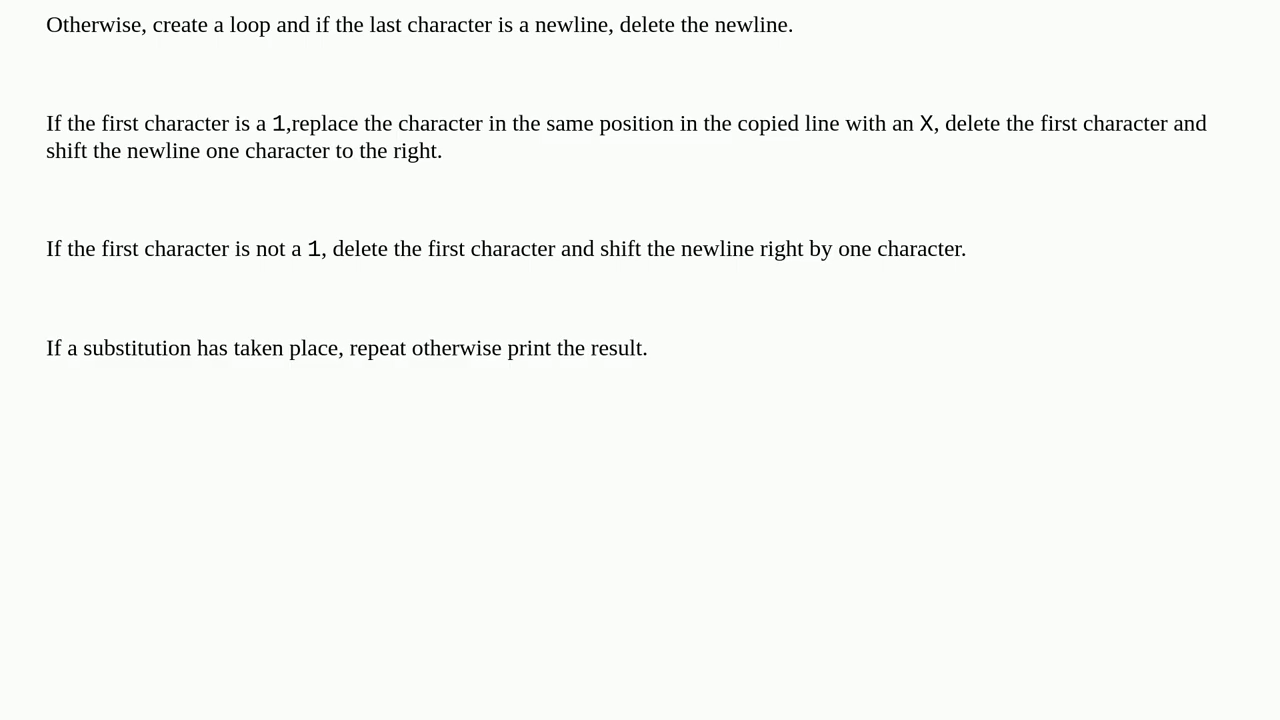 Otherwise, create a loop and if the last character is a newline, delete the newline.
If the first character is a 1,replace the character in the same position in the copied line with an X, delete the first character and
shift the newline one character to the right.
If the first character is not a 1, delete the first character and shift the newline right by one character.
If a substitution has taken place, repeat otherwise print the result.